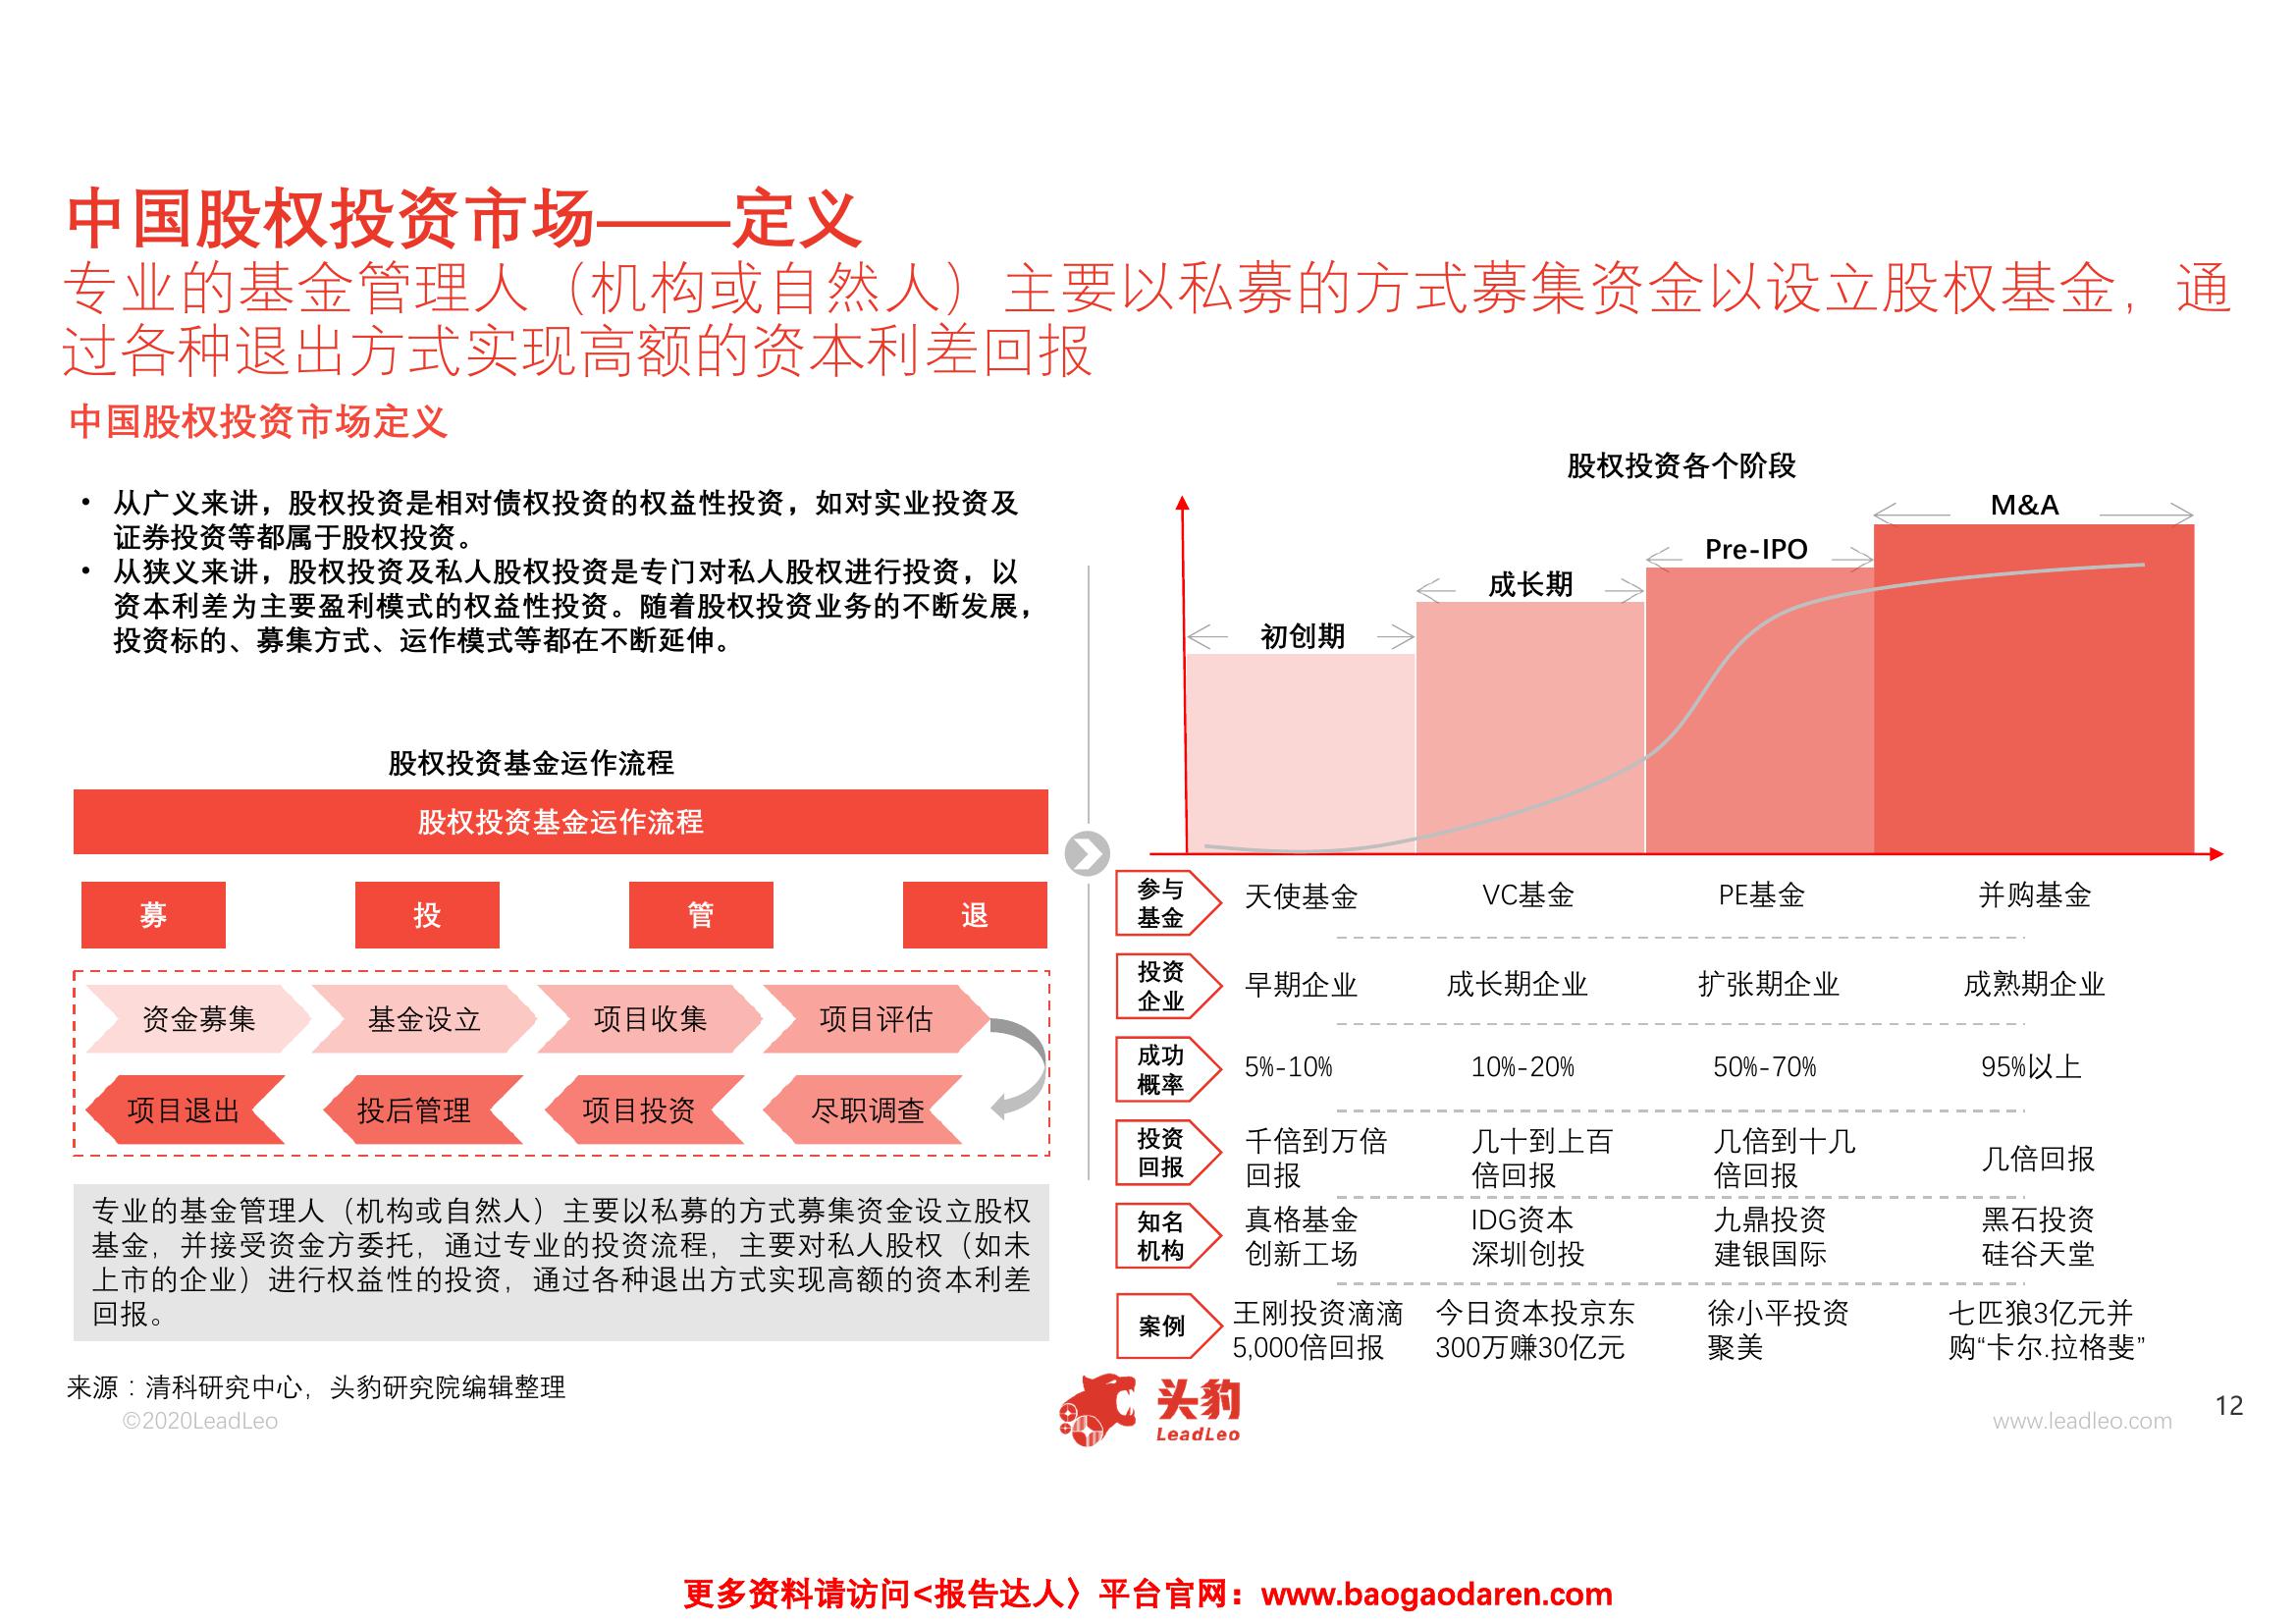 中国股权投资市场——定义
专业的基金管理人（机构或自然人）主要以私募的方式募集资金以设立股权基金，通
过各种退出方式实现高额的资本利差回报
中国股权投资市场定义
• 从广义来讲，股权投资是相对债权投资的权益性投资，如对实业投资及
证券投资等都属于股权投资。
• 从狭义来讲，股权投资及私人股权投资是专门对私人股权进行投资，以
资本利差为主要盈利模式的权益性投资。随着股权投资业务的不断发展，
投资标的、募集方式、运作模式等都在不断延伸。
股权投资基金运作流程
股权投资基金运作流程
募 投 管 退
资金募集 基金设立 项目收集 项目评估
项目退出 投后管理 项目投资 尽职调查
专业的基金管理人（机构或自然人）主要以私募的方式募集资金设立股权
基金，并接受资金方委托，通过专业的投资流程，主要对私人股权（如未
上市的企业）进行权益性的投资，通过各种退出方式实现高额的资本利差
回报。
股权投资各个阶段
初创期
成长期
Pre-IPO
M&A
参与
基金
天使基金 VC基金 PE基金 并购基金
投资
企业
早期企业 成长期企业 扩张期企业 成熟期企业
成功
概率
5%-10% 10%-20% 50%-70% 95%以上
投资
回报
千倍到万倍
回报
几十到上百
倍回报
几倍到十几
倍回报
几倍回报
知名
机构
真格基金
创新工场
IDG资本
深圳创投
九鼎投资
建银国际
黑石投资
硅谷天堂
案例
王刚投资滴滴
5,000倍回报
今日资本投京东
300万赚30亿元
徐小平投资
聚美
七匹狼3亿元并
购“卡尔.拉格斐”
来源：清科研究中心，头豹研究院编辑整理
©2020LeadLeo
头豹
LeadLeo
www.leadleo.com
12
更多资料请访问<报告达人〉平台官网：www.baogaodaren.com